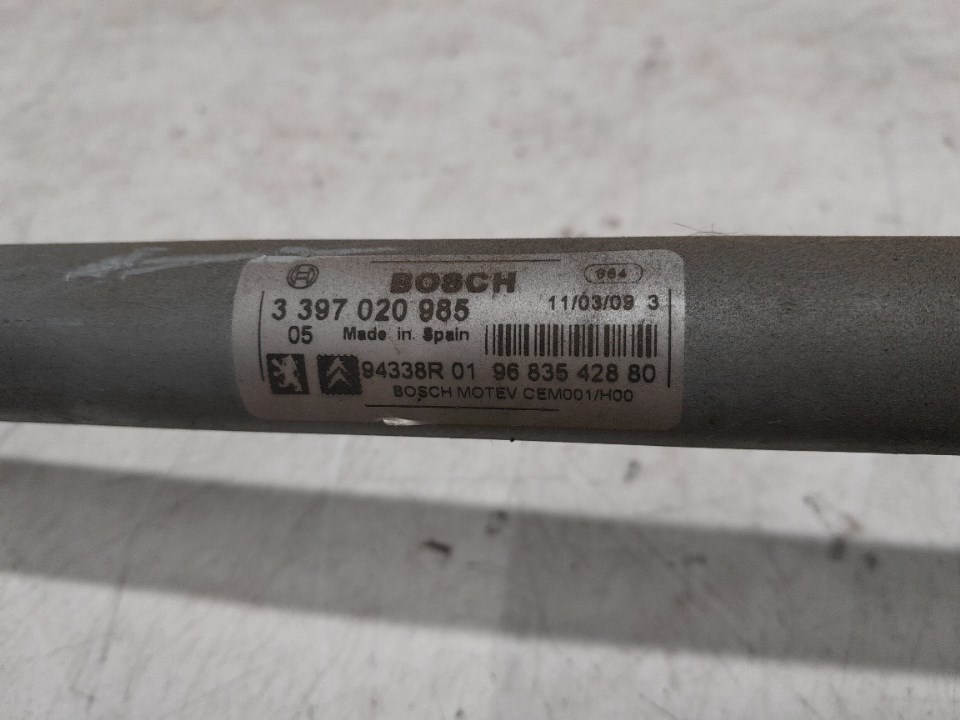 BOSCH 664
3 397 020 985 11/03/09 3
05 Made in Spain
94338R 01 96 835 428 80
BOSCH MOTEV CEM001/H00